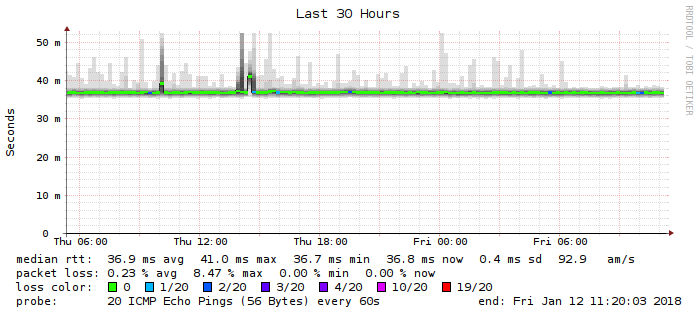 Last 30 Hours
RRDTOOL / TOBI OETIKER
Seconds
50 m
40 m
30 m
20 m
10 m
0
Thu 06:00 Thu 12:00 Thu 18:00 Fri 00:00 Fri 06:00
median rtt: 36.9 ms avg 41.0 ms max 36.7 ms min 36.8 ms now 0.4 ms sd 92.9 am/s
packet loss: 0.23 % avg 8.47 % max 0.00 % min 0.00 % now
loss color: 0 1/20 2/20 3/20 4/20 10/20 19/20
probe: 20 ICMP Echo Pings (56 Bytes) every 60s end: Fri Jan 12 11:20:03 2018